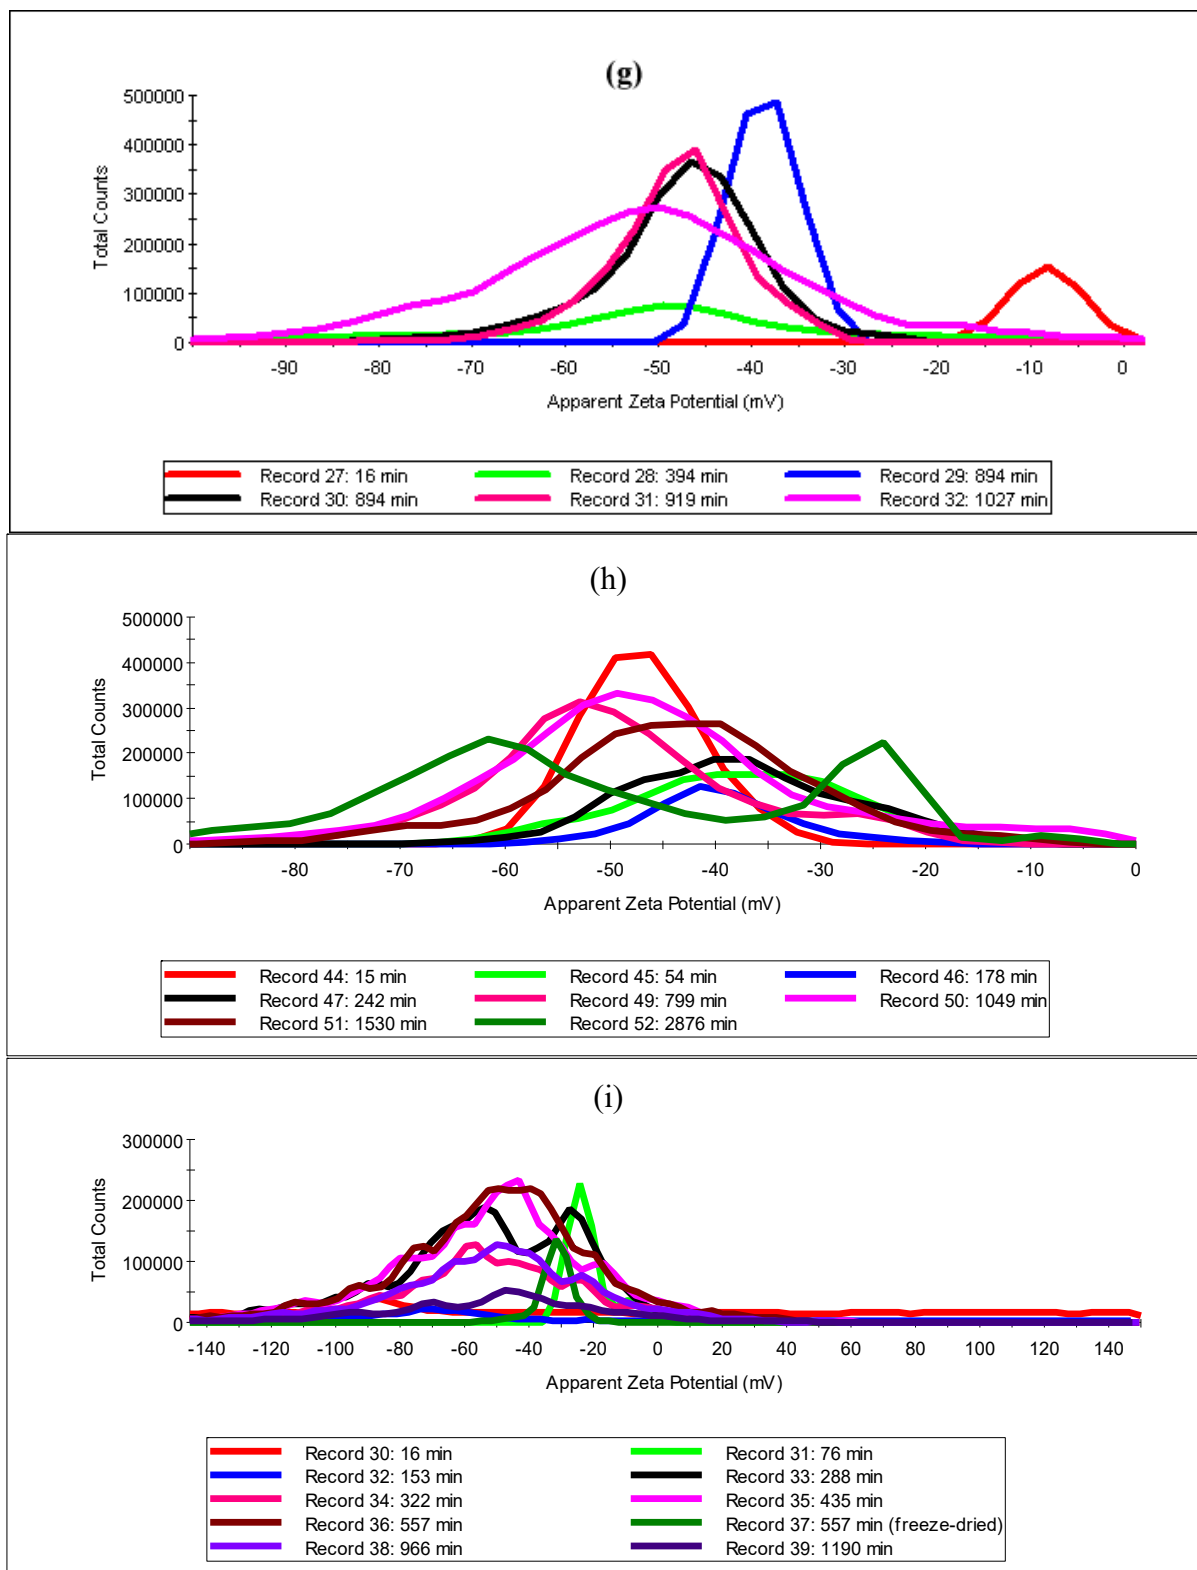 (g)
500000
400000
300000
200000
100000
0
Total Counts
-90 -80 -70 -60 -50 -40 -30 -20 -10 0
Apparent Zeta Potential (mV)
Record 27: 16 min Record 28: 394 min Record 29: 894 min
Record 30: 894 min Record 31: 919 min Record 32: 1027 min
(h)
500000
400000
300000
200000
100000
0
Total Counts
-80 -70 -60 -50 -40 -30 -20 -10 0
Apparent Zeta Potential (mV)
Record 44: 15 min Record 45: 54 min Record 46: 178 min
Record 47: 242 min Record 49: 799 min Record 50: 1049 min
Record 51: 1530 min Record 52: 2876 min
(i)
300000
200000
100000
0
Total Counts
-140 -120 -100 -80 -60 -40 -20 0 20 40 60 80 100 120 140
Apparent Zeta Potential (mV)
Record 30: 16 min Record 31: 76 min
Record 32: 153 min Record 33: 288 min
Record 34: 322 min Record 35: 435 min
Record 36: 557 min Record 37: 557 min (freeze-dried)
Record 38: 966 min Record 39: 1190 min